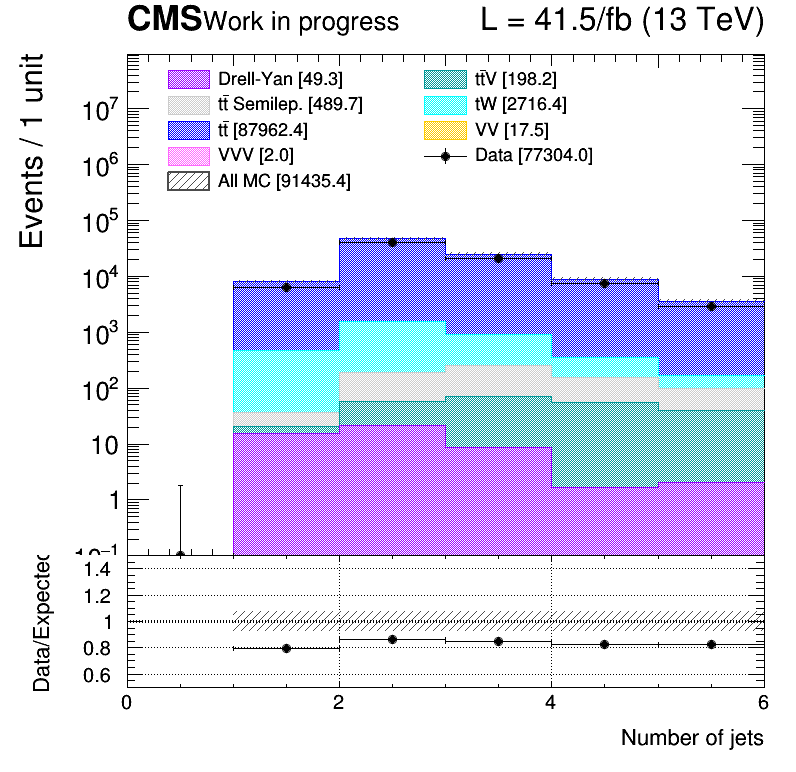 CMS Work in progress L = 41.5/fb (13 TeV)
Events / 1 unit
Drell-Yan [49.3] tt̄V [198.2]
tt̄ Semilep. [489.7] tW [2716.4]
tt̄ [87962.4] VV [17.5]
VVV [2.0] Data [77304.0]
All MC [91435.4]
10⁷
10⁶
10⁵
10⁴
10³
10²
10
1
Data/Expected
1.4
1.2
1
0.8
0.6
0 2 4 6
Number of jets